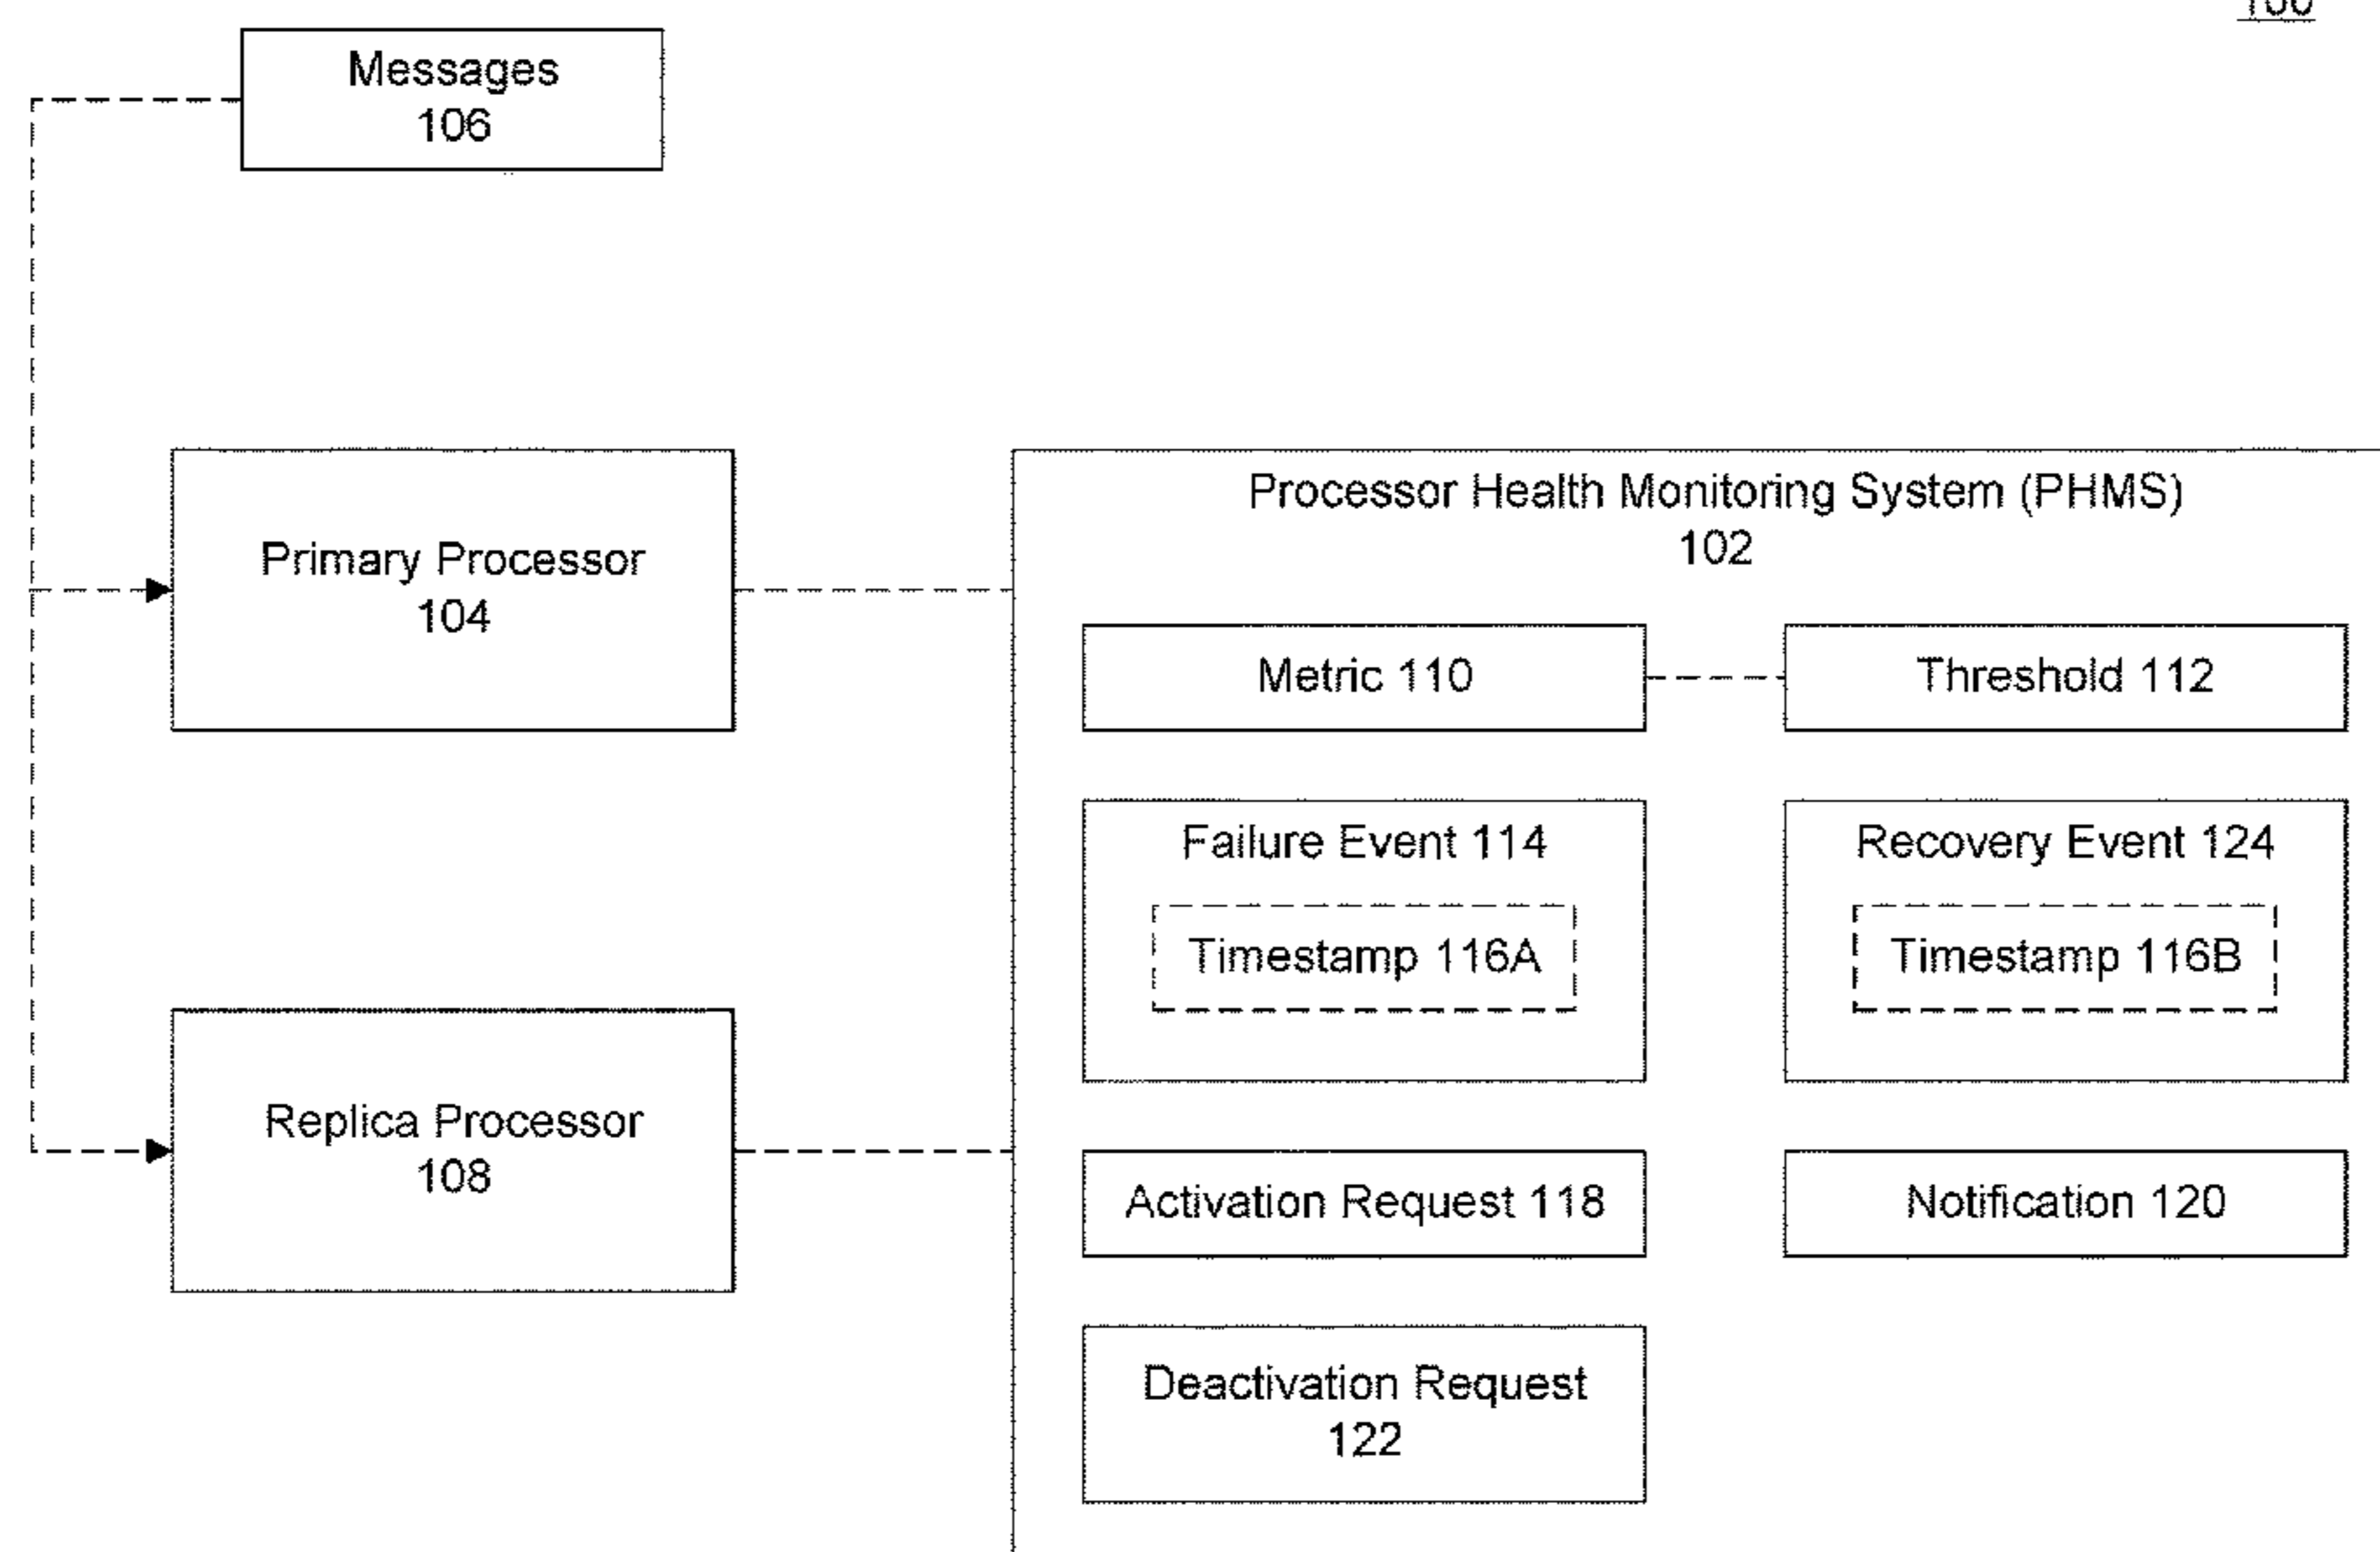 Messages
106
Primary Processor
104
Replica Processor
108
Processor Health Monitoring System (PHMS)
102
Metric 110
Threshold 112
Failure Event 114
Recovery Event 124
Timestamp 116A
Timestamp 116B
Activation Request 118
Notification 120
Deactivation Request
122